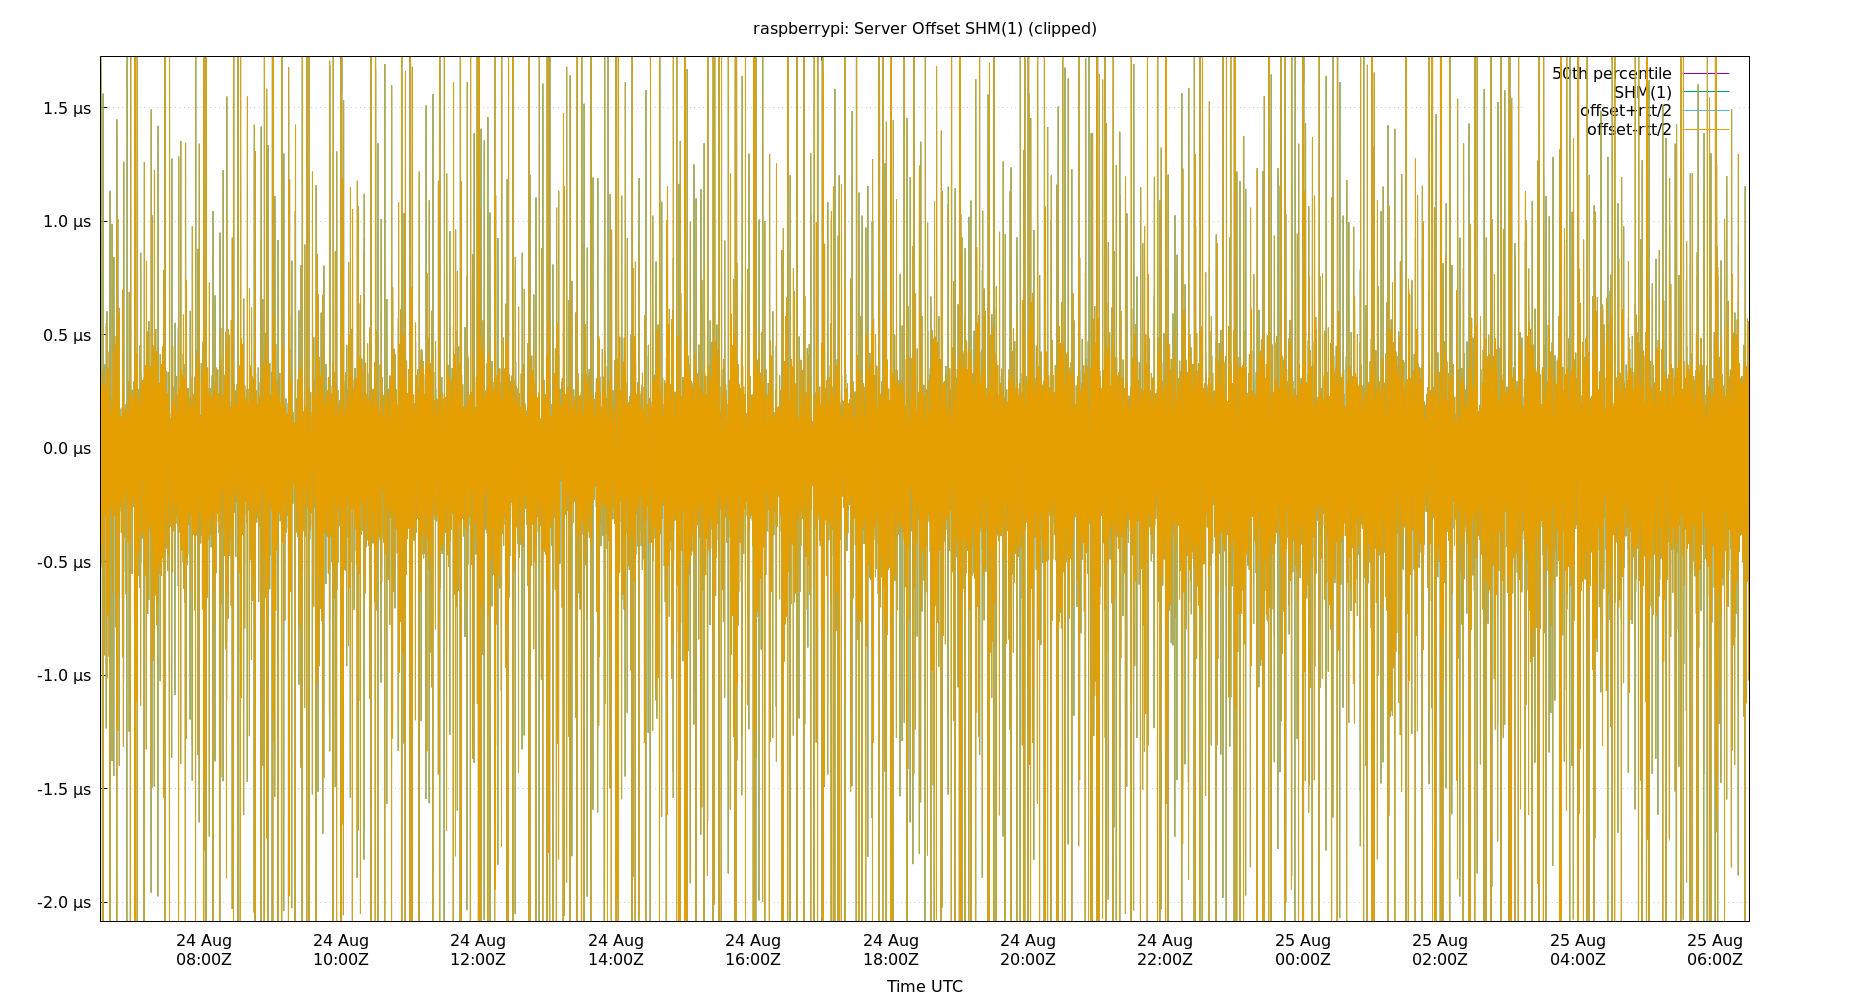 raspberrypi: Server Offset SHM(1) (clipped)
50th percentile
SHM(1)
offset+rtt/2
offset-rtt/2
1.5 µs
1.0 µs
0.5 µs
0.0 µs
-0.5 µs
-1.0 µs
-1.5 µs
-2.0 µs
24 Aug 24 Aug 24 Aug 24 Aug 24 Aug 24 Aug 24 Aug 24 Aug 25 Aug 25 Aug 25 Aug 25 Aug
08:00Z 10:00Z 12:00Z 14:00Z 16:00Z 18:00Z 20:00Z 22:00Z 00:00Z 02:00Z 04:00Z 06:00Z
Time UTC